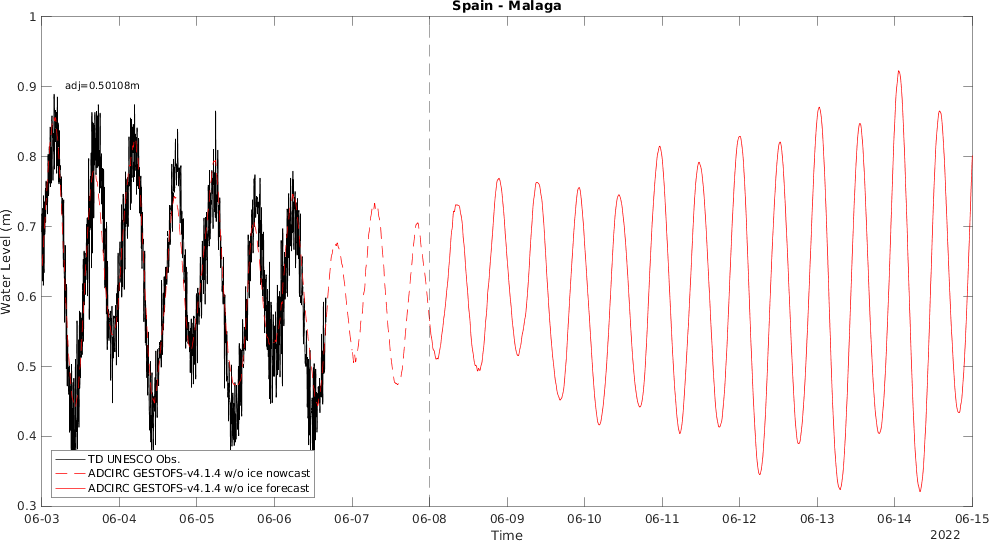 Spain - Malaga
1
0.9
0.8
0.7
0.6
0.5
0.4
0.3
Water Level (m)
adj=0.50108m
TD UNESCO Obs.
ADCIRC GESTOFS-v4.1.4 w/o ice nowcast
ADCIRC GESTOFS-v4.1.4 w/o ice forecast
06-03 06-04 06-05 06-06 06-07 06-08 06-09 06-10 06-11 06-12 06-13 06-14 06-15
Time
2022